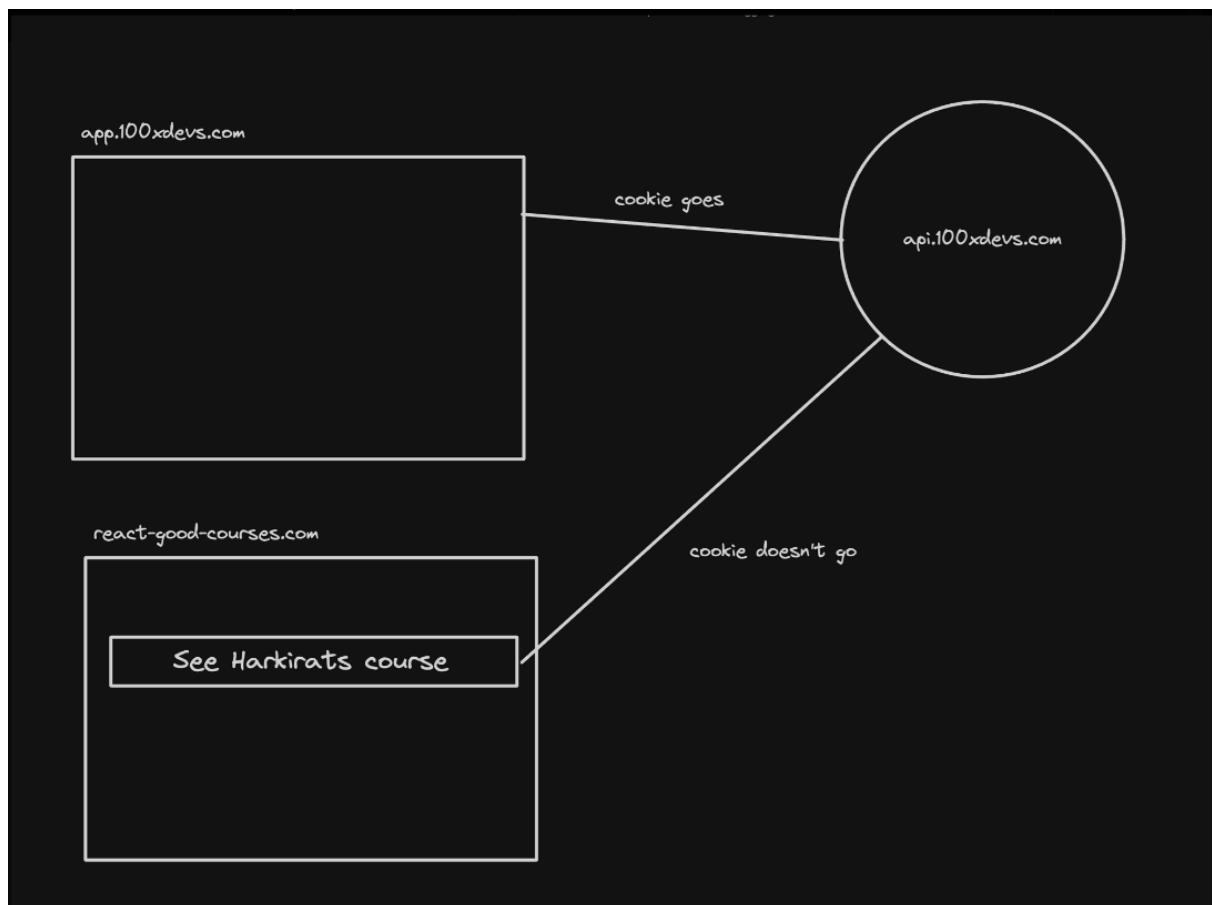 app.100xdevs.com
cookie goes
api.100xdevs.com
react-good-courses.com
cookie doesn't go
See Harkirats course